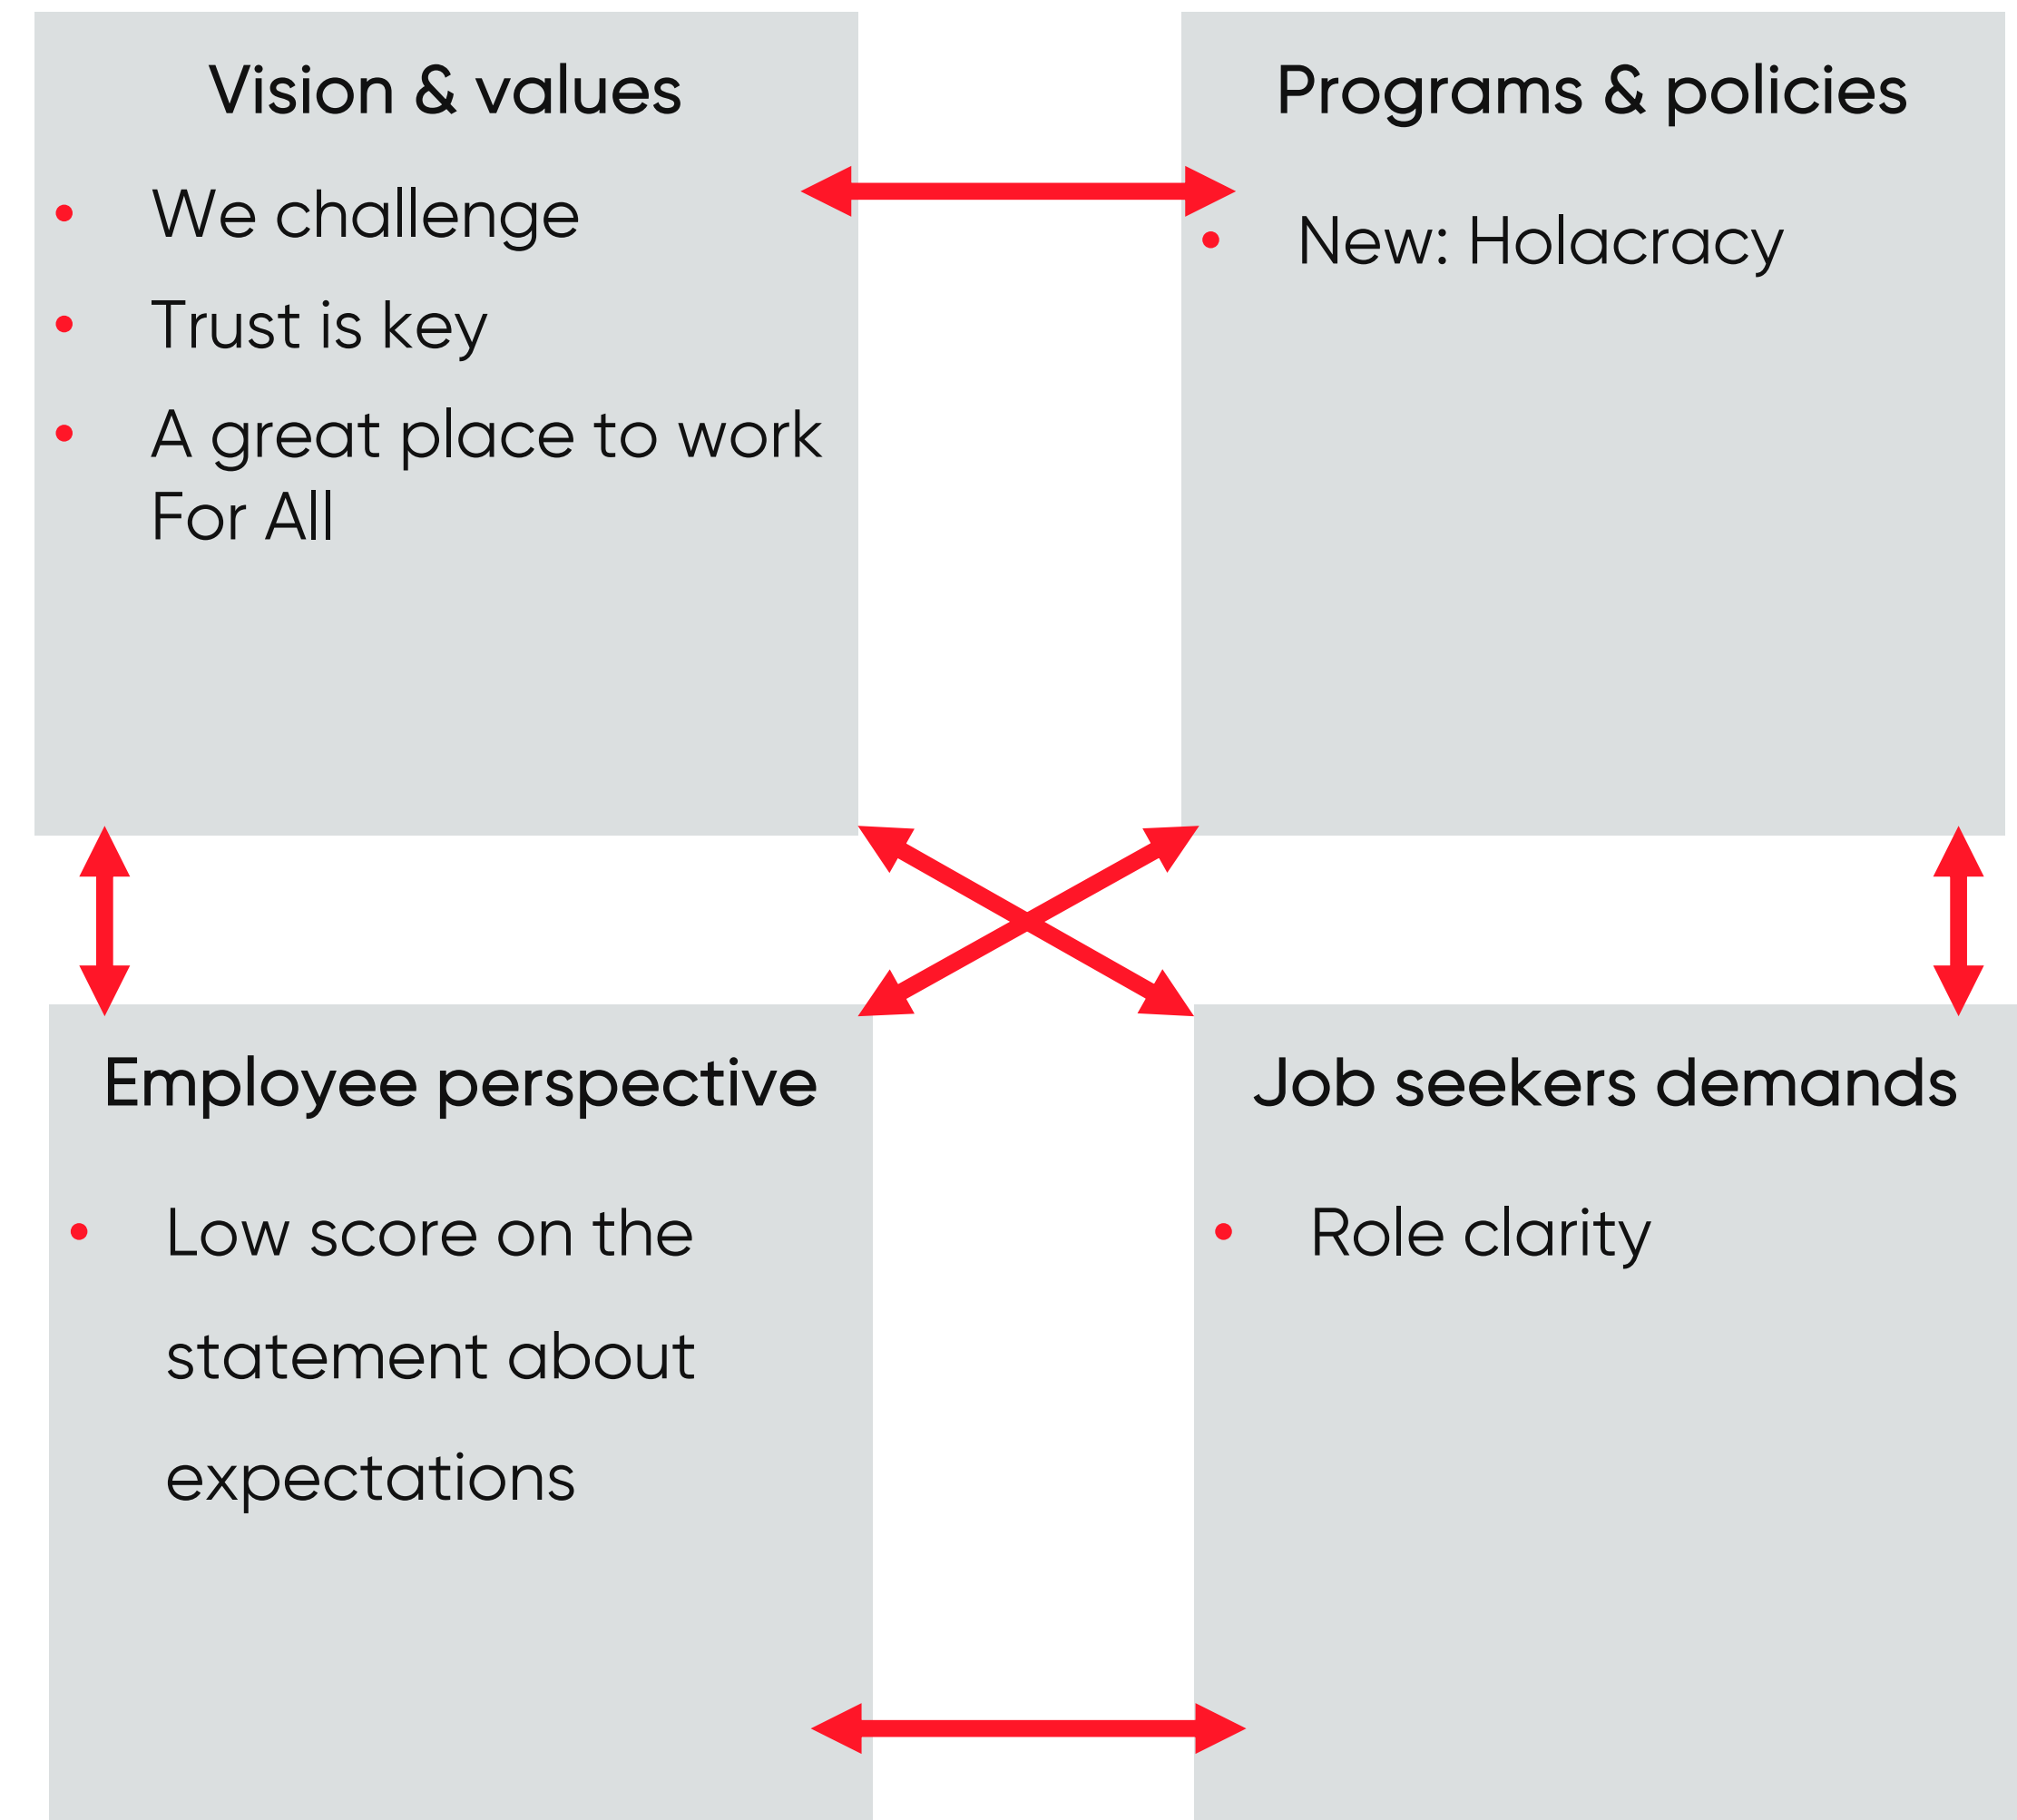 Vision & values
• We challenge
• Trust is key
• A great place to work
For All
Programs & policies
• New: Holacracy
Employee perspective
• Low score on the
statement about
expectations
Job seekers demands
• Role clarity